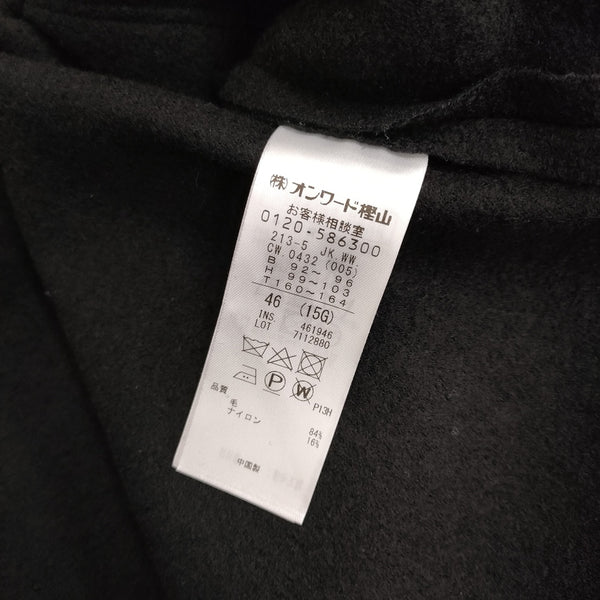 ㈱オンワード樫山
お客様相談室
0120-586300
213-5 JK.WW.
CW.0432 (005)
B 92～ 96
H 99～103
T160～164
46 (15G)
INS. 461946
LOT 7112880
P W P13H
品質
毛 84%
ナイロン 16%
中国製